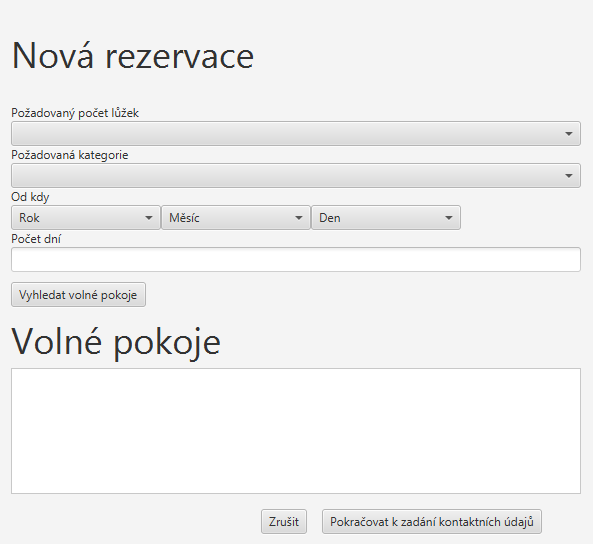 Nová rezervace
Požadovaný počet lůžek
Požadovaná kategorie
Od kdy
Rok Měsíc Den
Počet dní
Vyhledat volné pokoje
Volné pokoje
Zrušit Pokračovat k zadání kontaktních údajů